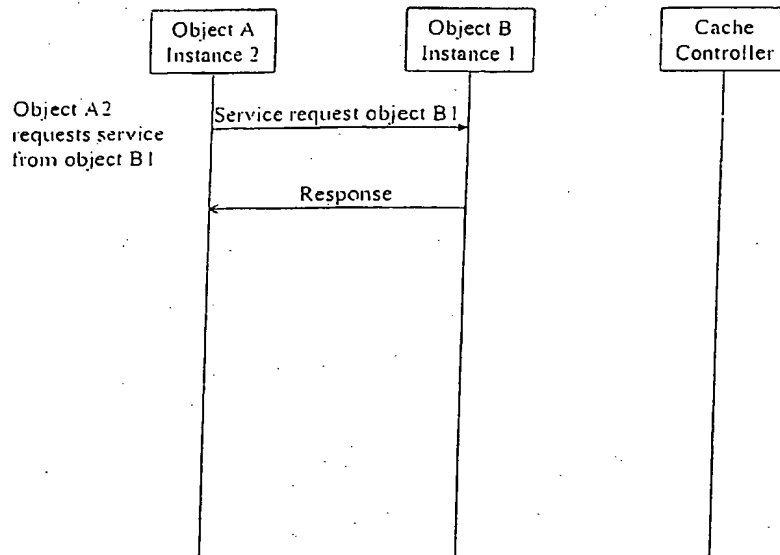 Object A
Instance 2
Object B
Instance 1
Cache
Controller
Object A2
requests service
from object B1
Service request object B1
Response